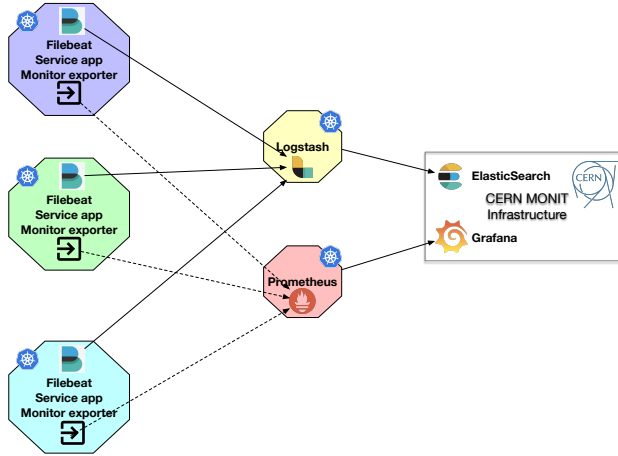 Filebeat
Service app
Monitor exporter
Filebeat
Service app
Monitor exporter
Filebeat
Service app
Monitor exporter
Logstash
Prometheus
ElasticSearch
CERN MONIT
Infrastructure
Grafana
CERN